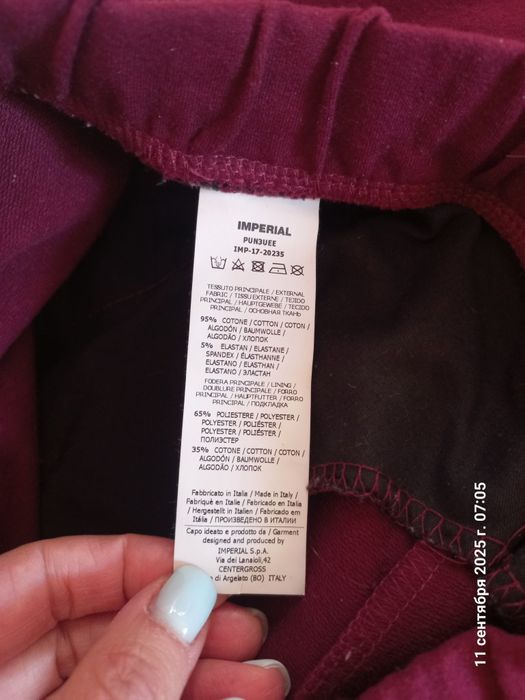 IMPERIAL
PUN3UEE
IMP-17-20235
TESSUTO PRINCIPALE / EXTERNAL
FABRIC / TISSU EXTERNE / TEJIDO
PRINCIPAL / HAUPTGEWEBE / TECIDO
PRINCIPAL / ОСНОВНАЯ ТКАНЬ
95% COTONE / COTTON / COTON /
ALGODÓN / BAUMWOLLE /
ALGODÃO / ХЛОПОК
5% ELASTAN / ELASTANE /
SPANDEX / ÉLASTHANNE /
ELASTANO / ELASTHAN /
ELASTANO / ЭЛАСТАН
FODERA PRINCIPALE / LINING /
DOUBLURE PRINCIPALE / FORRO
PRINCIPAL / HAUPTFUTTER / FORRO
PRINCIPAL / ПОДКЛАДКА
65% POLIESTERE / POLYESTER /
POLYESTER / POLIÉSTER /
POLYESTER / POLIÉSTER /
ПОЛИЭСТЕР
35% COTONE / COTTON / COTON /
ALGODÓN / BAUMWOLLE /
ALGODÃO / ХЛОПОК
Fabbricato in Italia / Made in Italy /
Fabriqué en Italie / Fabricado en Italia
/ Hergestellt in Italien / Fabricado em
Itália / ПРОИЗВЕДЕНО В ИТАЛИИ
Capo ideato e prodotto da / Garment
designed and produced by
IMPERIAL S.p.A.
Via dei Lanaioli,42
CENTERGROSS
di Argelato (BO) ITALY
11 сентября 2025 г. 07:05